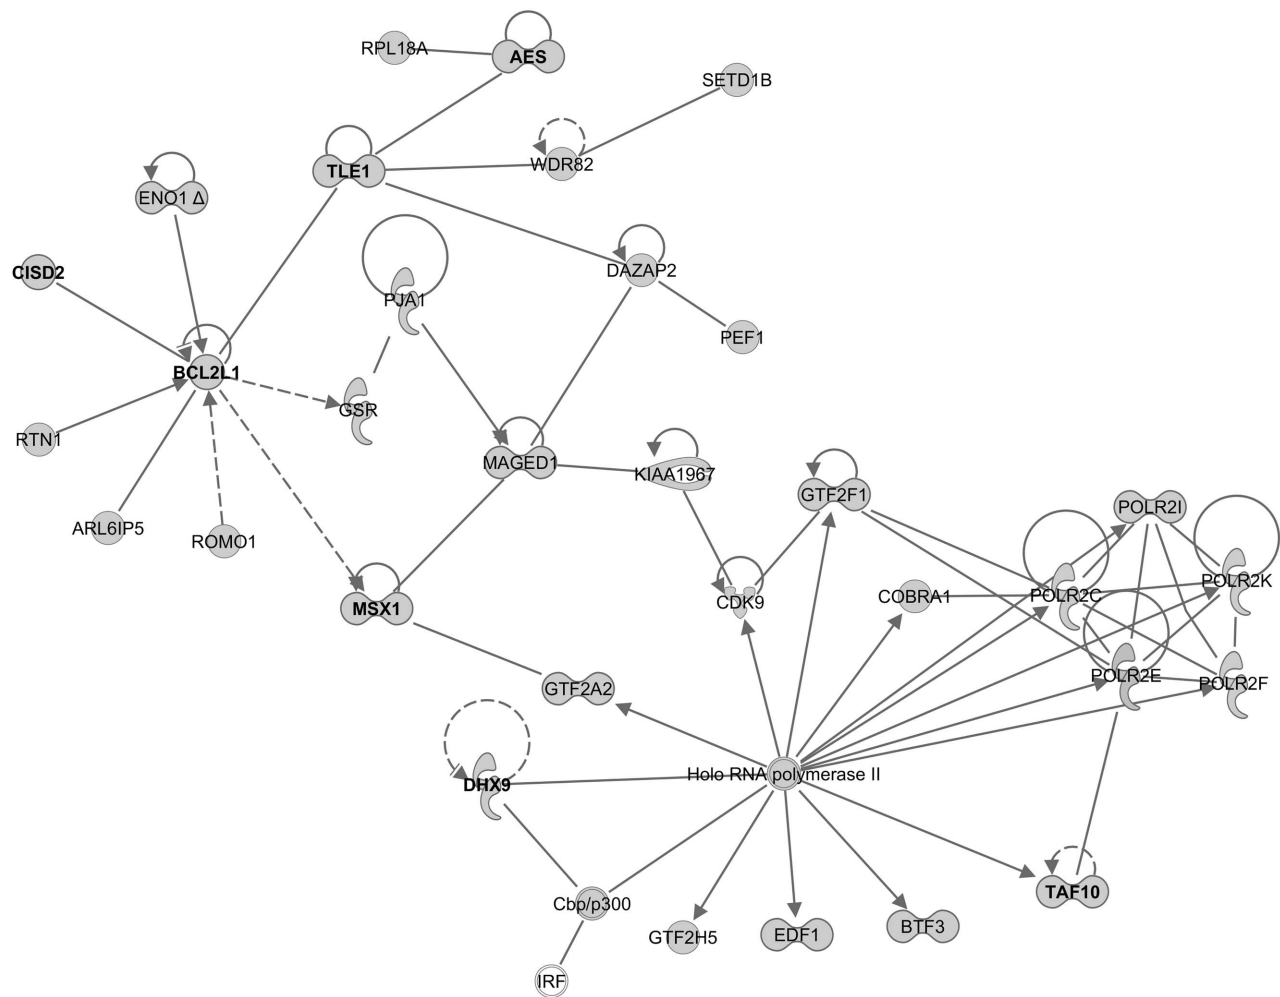 RPL18A
AES
SETD1B
TLE1
WDR82
ENO1 Δ
CISD2
DAZAP2
PJA1
PEF1
BCL2L1
GSR
RTN1
MAGED1
KIAA1967
GTF2F1
POLR2I
ARL6IP5
ROMO1
POLR2K
MSX1
CDK9
COBRA1
POLR2C
GTF2A2
POLR2E
POLR2F
Holo RNA polymerase II
DHX9
TAF10
Cbp/p300
GTF2H5
EDF1
BTF3
IRF